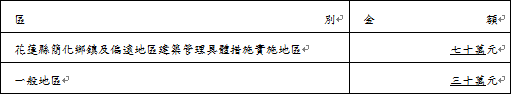 區別 金額
花蓮縣簡化鄉鎮及偏遠地區建築管理具體措施實施地區 七十萬元
一般地區 三十萬元